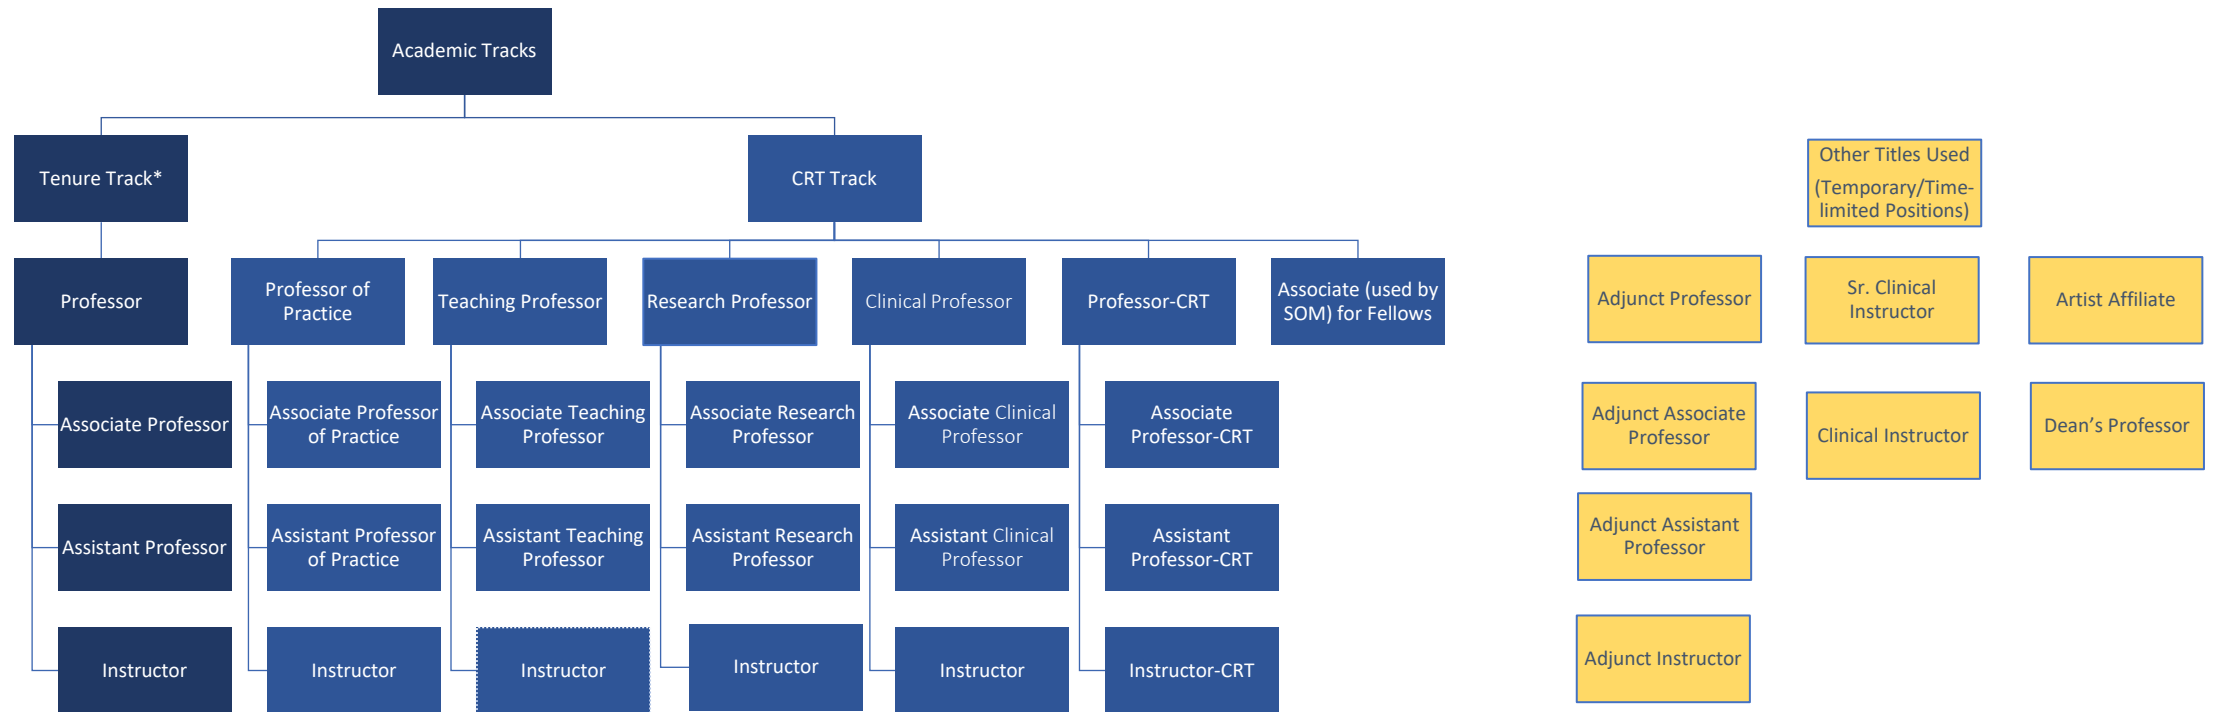 Academic Tracks
Tenure Track*
CRT Track
Other Titles Used
(Temporary/Time-
limited Positions)
Professor
Professor of
Practice
Teaching Professor
Research Professor
Clinical Professor
Professor-CRT
Associate (used by
SOM) for Fellows
Adjunct Professor
Sr. Clinical
Instructor
Artist Affiliate
Associate Professor
Associate Professor
of Practice
Associate Teaching
Professor
Associate Research
Professor
Associate Clinical
Professor
Associate
Professor-CRT
Adjunct Associate
Professor
Clinical Instructor
Dean’s Professor
Assistant Professor
Assistant Professor
of Practice
Assistant Teaching
Professor
Assistant Research
Professor
Assistant Clinical
Professor
Assistant
Professor-CRT
Adjunct Assistant
Professor
Instructor
Instructor
Instructor
Instructor
Instructor
Instructor-CRT
Adjunct Instructor